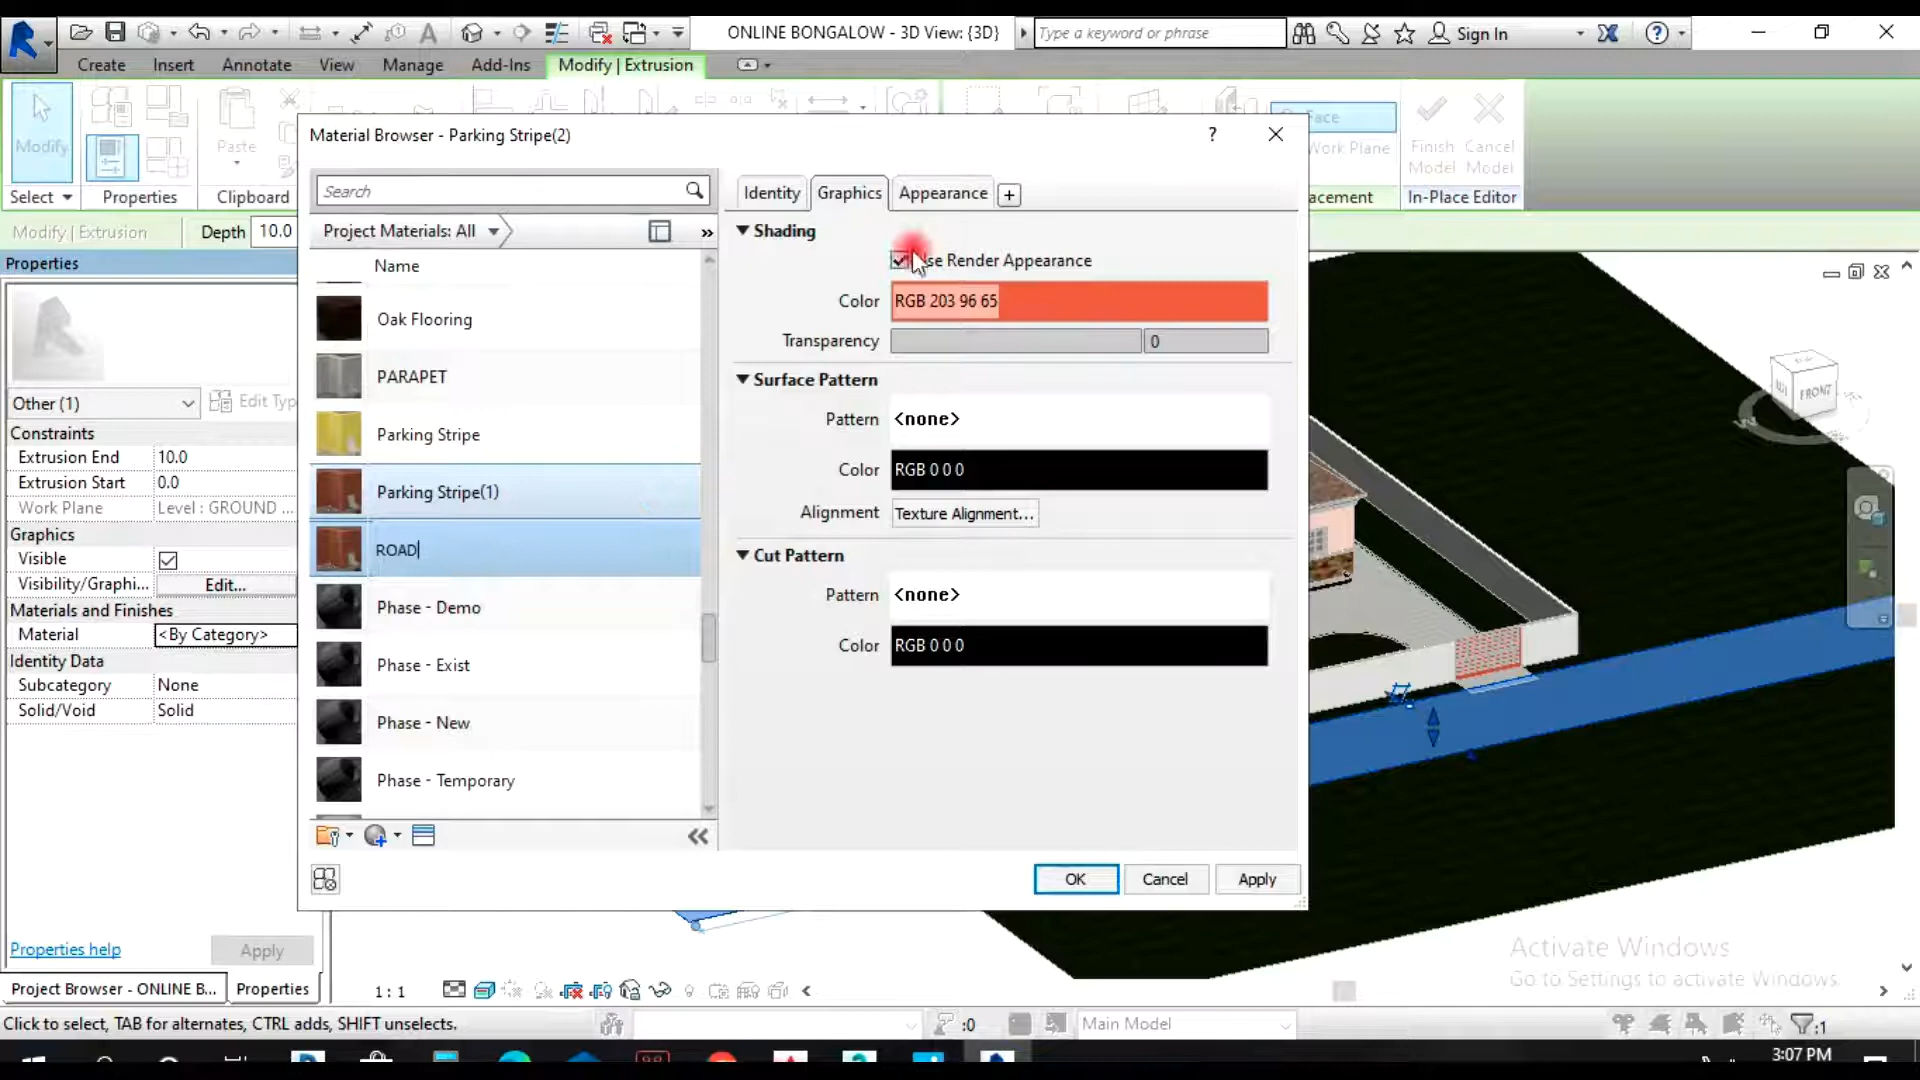 ONLINE BONGALOW - 3D View: {3D}
Type a keyword or phrase
Sign In
Create Insert Annotate View Manage Add-Ins Modify | Extrusion
Modify
Paste
Face
Work Plane
Finish Model
Cancel Model
Select Properties Clipboard
acement
In-Place Editor
Modify | Extrusion
Depth 10.0
Properties
Other (1)
Edit Typ
Constraints
Extrusion End 10.0
Extrusion Start 0.0
Work Plane Level : GROUND ...
Graphics
Visible
Visibility/Graphi... Edit...
Materials and Finishes
Material <By Category>
Identity Data
Subcategory None
Solid/Void Solid
Properties help
Apply
Project Browser - ONLINE B...
Properties
Material Browser - Parking Stripe(2)
?
Search
Project Materials: All
Name
Oak Flooring
PARAPET
Parking Stripe
Parking Stripe(1)
ROAD
Phase - Demo
Phase - Exist
Phase - New
Phase - Temporary
Identity Graphics Appearance
Shading
se Render Appearance
Color RGB 203 96 65
Transparency 0
Surface Pattern
Pattern <none>
Color RGB 0 0 0
Alignment Texture Alignment...
Cut Pattern
Pattern <none>
Color RGB 0 0 0
OK Cancel Apply
FRONT
Activate Windows
Go to Settings to activate Windows.
1 : 1
Click to select, TAB for alternates, CTRL adds, SHIFT unselects.
:0
Main Model
:1
3:07 PM